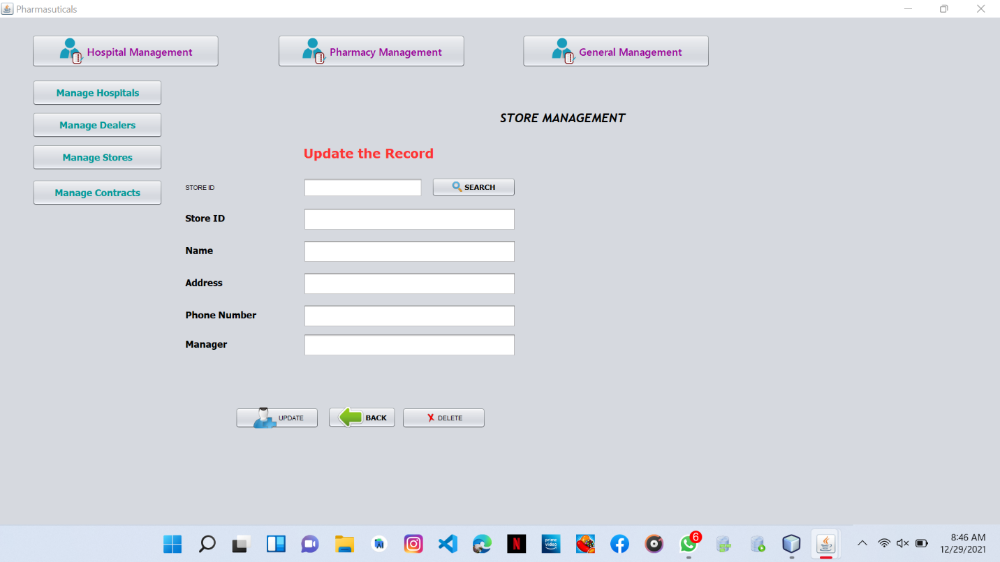 Pharmasuticals
Hospital Management
Pharmacy Management
General Management
Manage Hospitals
Manage Dealers
Manage Stores
Manage Contracts
STORE MANAGEMENT
Update the Record
STORE ID
SEARCH
Store ID
Name
Address
Phone Number
Manager
UPDATE
BACK
X DELETE
prime video
N
6
8:46 AM
12/29/2021